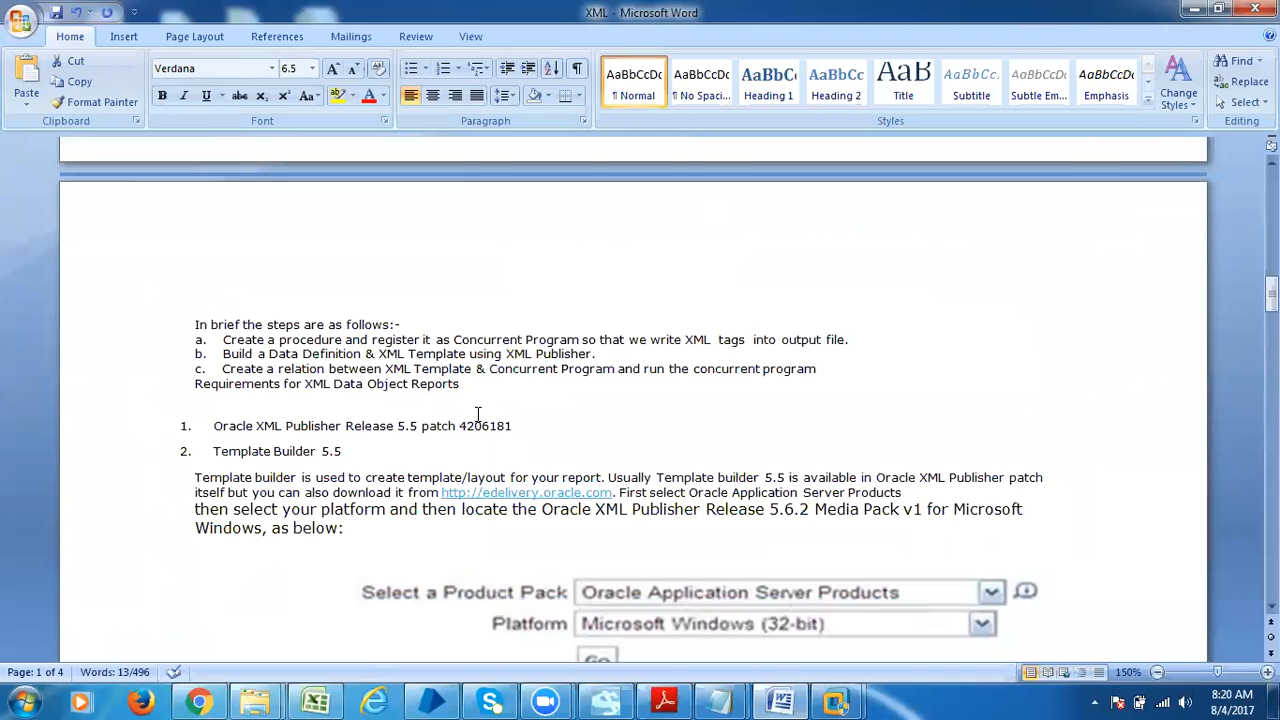 XML - Microsoft Word
Home Insert Page Layout References Mailings Review View
Paste
Cut
Copy
Format Painter
Clipboard
Verdana 6.5
Font
Paragraph
AaBbCcDc AaBbCcDc AaBbCc AaBbCc AaB AaBbCc. AaBbCcDc AaBbCcDc
¶ Normal ¶ No Spaci... Heading 1 Heading 2 Title Subtitle Subtle Em... Emphasis
Change Styles
Styles
Find
Replace
Select
Editing
In brief the steps are as follows:-
a. Create a procedure and register it as Concurrent Program so that we write XML tags into output file.
b. Build a Data Definition & XML Template using XML Publisher.
c. Create a relation between XML Template & Concurrent Program and run the concurrent program
Requirements for XML Data Object Reports
1. Oracle XML Publisher Release 5.5 patch 4206181
2. Template Builder 5.5
Template builder is used to create template/layout for your report. Usually Template builder 5.5 is available in Oracle XML Publisher patch
itself but you can also download it from http://edelivery.oracle.com. First select Oracle Application Server Products
then select your platform and then locate the Oracle XML Publisher Release 5.6.2 Media Pack v1 for Microsoft
Windows, as below:
Select a Product Pack Oracle Application Server Products
Platform Microsoft Windows (32-bit)
Go
Page: 1 of 4 Words: 13/496 150%
8:20 AM
8/4/2017